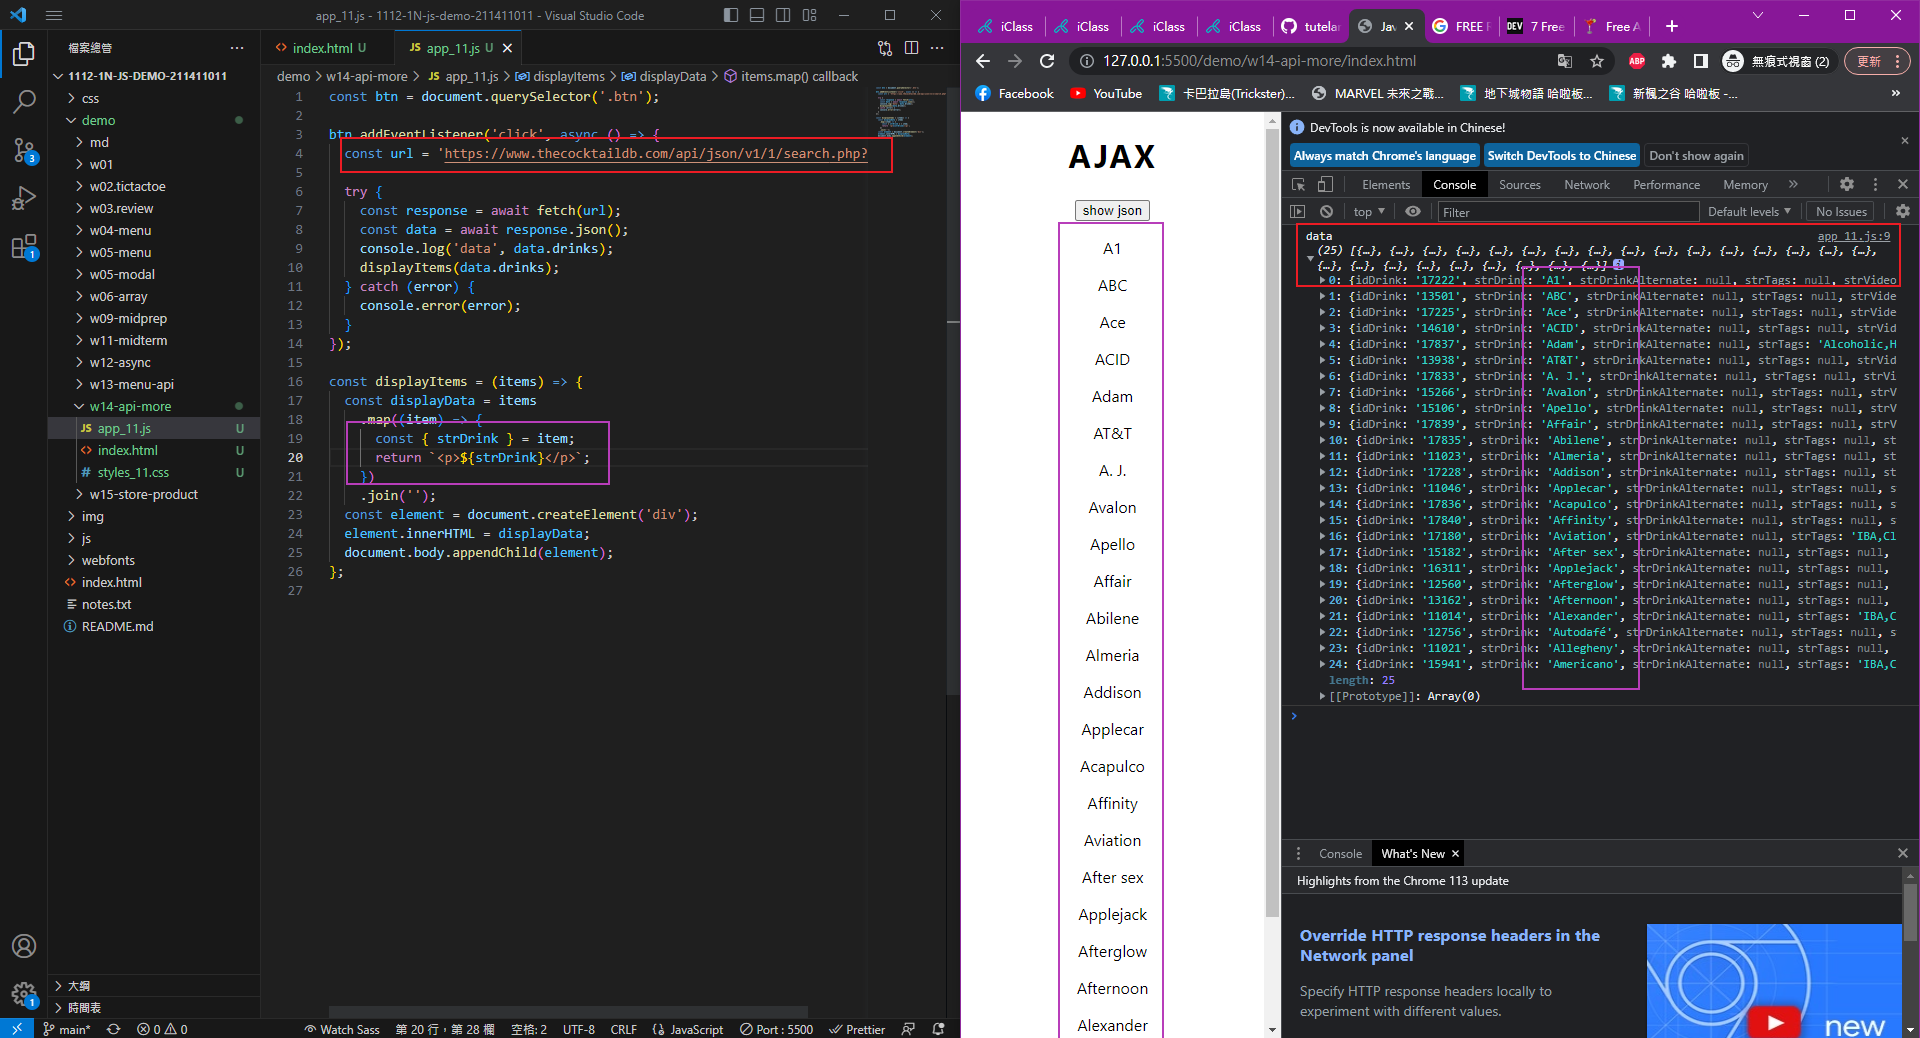 app_11.js - 1112-1N-js-demo-211411011 - Visual Studio Code
檔案總管
1112-1N-JS-DEMO-211411011
css
demo
md
w01
w02.tictactoe
w03.review
w04-menu
w05-menu
w05-modal
w06-array
w09-midprep
w11-midterm
w12-async
w13-menu-api
w14-api-more
JS app_11.js U
<> index.html U
# styles_11.css U
w15-store-product
img
js
webfonts
<> index.html
notes.txt
README.md
大綱
時間表
3
1
1
<> index.html U
JS app_11.js U
demo > w14-api-more > JS app_11.js > displayItems > displayData > items.map() callback
1 const btn = document.querySelector('.btn');
2
3 btn.addEventListener('click', async () => {
4 const url = 'https://www.thecocktaildb.com/api/json/v1/1/search.php?
5
6 try {
7 const response = await fetch(url);
8 const data = await response.json();
9 console.log('data', data.drinks);
10 displayItems(data.drinks);
11 } catch (error) {
12 console.error(error);
13 }
14 });
15
16 const displayItems = (items) => {
17 const displayData = items
18 .map((item) => {
19 const { strDrink } = item;
20 return `<p>${strDrink}</p>`;
21 })
22 .join('');
23 const element = document.createElement('div');
24 element.innerHTML = displayData;
25 document.body.appendChild(element);
26 };
27
main* 0 0 Watch Sass 第 20 行，第 28 欄 空格: 2 UTF-8 CRLF {} JavaScript Port : 5500 Prettier
iClass iClass iClass iClass tutelar Jav G FREE F DEV 7 Free Free A
127.0.0.1:5500/demo/w14-api-more/index.html ABP 無痕式視窗 (2) 更新
Facebook YouTube 卡巴拉島(Trickster)... MARVEL 未來之戰... 地下城物語 哈啦板... 新楓之谷 哈啦板 -... »
AJAX
show json
A1
ABC
Ace
ACID
Adam
AT&T
A. J.
Avalon
Apello
Affair
Abilene
Almeria
Addison
Applecar
Acapulco
Affinity
Aviation
After sex
Applejack
Afterglow
Afternoon
Alexander
DevTools is now available in Chinese!
Always match Chrome's language Switch DevTools to Chinese Don't show again
Elements Console Sources Network Performance Memory »
top Filter Default levels No Issues
data app_11.js:9
(25) [{…}, {…}, {…}, {…}, {…}, {…}, {…}, {…}, {…}, {…}, {…}, {…}, {…}, {…}, {…}, {…},
{…}, {…}, {…}, {…}, {…}, {…}, {…}, {…}, {…}]
0: {idDrink: '17222', strDrink: 'A1', strDrinkAlternate: null, strTags: null, strVideo
1: {idDrink: '13501', strDrink: 'ABC', strDrinkAlternate: null, strTags: null, strVide
2: {idDrink: '17225', strDrink: 'Ace', strDrinkAlternate: null, strTags: null, strVide
3: {idDrink: '14610', strDrink: 'ACID', strDrinkAlternate: null, strTags: null, strVid
4: {idDrink: '17837', strDrink: 'Adam', strDrinkAlternate: null, strTags: 'Alcoholic,H
5: {idDrink: '13938', strDrink: 'AT&T', strDrinkAlternate: null, strTags: null, strVid
6: {idDrink: '17833', strDrink: 'A. J.', strDrinkAlternate: null, strTags: null, strVi
7: {idDrink: '15266', strDrink: 'Avalon', strDrinkAlternate: null, strTags: null, strV
8: {idDrink: '15106', strDrink: 'Apello', strDrinkAlternate: null, strTags: null, strV
9: {idDrink: '17839', strDrink: 'Affair', strDrinkAlternate: null, strTags: null, strV
10: {idDrink: '17835', strDrink: 'Abilene', strDrinkAlternate: null, strTags: null, st
11: {idDrink: '11023', strDrink: 'Almeria', strDrinkAlternate: null, strTags: null, st
12: {idDrink: '17228', strDrink: 'Addison', strDrinkAlternate: null, strTags: null, st
13: {idDrink: '11046', strDrink: 'Applecar', strDrinkAlternate: null, strTags: null, s
14: {idDrink: '17836', strDrink: 'Acapulco', strDrinkAlternate: null, strTags: null, s
15: {idDrink: '17840', strDrink: 'Affinity', strDrinkAlternate: null, strTags: null, s
16: {idDrink: '17180', strDrink: 'Aviation', strDrinkAlternate: null, strTags: 'IBA,Cl
17: {idDrink: '15182', strDrink: 'After sex', strDrinkAlternate: null, strTags: null,
18: {idDrink: '16311', strDrink: 'Applejack', strDrinkAlternate: null, strTags: null,
19: {idDrink: '12560', strDrink: 'Afterglow', strDrinkAlternate: null, strTags: null,
20: {idDrink: '13162', strDrink: 'Afternoon', strDrinkAlternate: null, strTags: null,
21: {idDrink: '11014', strDrink: 'Alexander', strDrinkAlternate: null, strTags: 'IBA,C
22: {idDrink: '12756', strDrink: 'Autodafé', strDrinkAlternate: null, strTags: null, s
23: {idDrink: '11021', strDrink: 'Allegheny', strDrinkAlternate: null, strTags: null,
24: {idDrink: '15941', strDrink: 'Americano', strDrinkAlternate: null, strTags: 'IBA,C
length: 25
[[Prototype]]: Array(0)
Console What's New
Highlights from the Chrome 113 update
Override HTTP response headers in the
Network panel
Specify HTTP response headers locally to
experiment with different values.
new